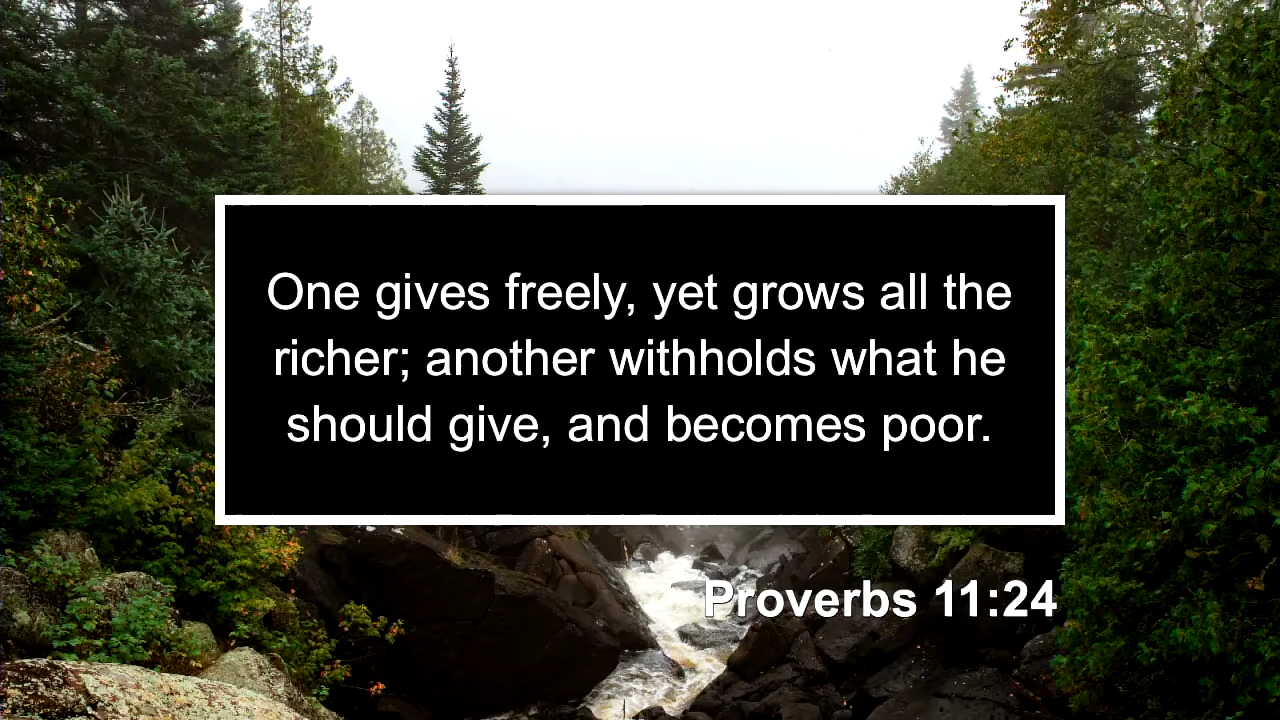 One gives freely, yet grows all the
richer; another withholds what he
should give, and becomes poor.
Proverbs 11:24